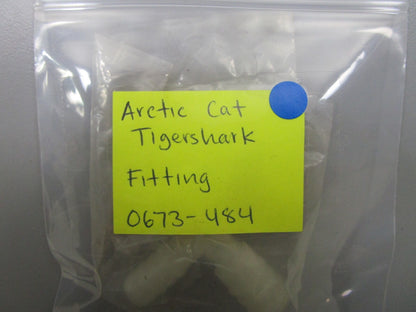 Arctic Cat
Tigershark
Fitting
0673-484